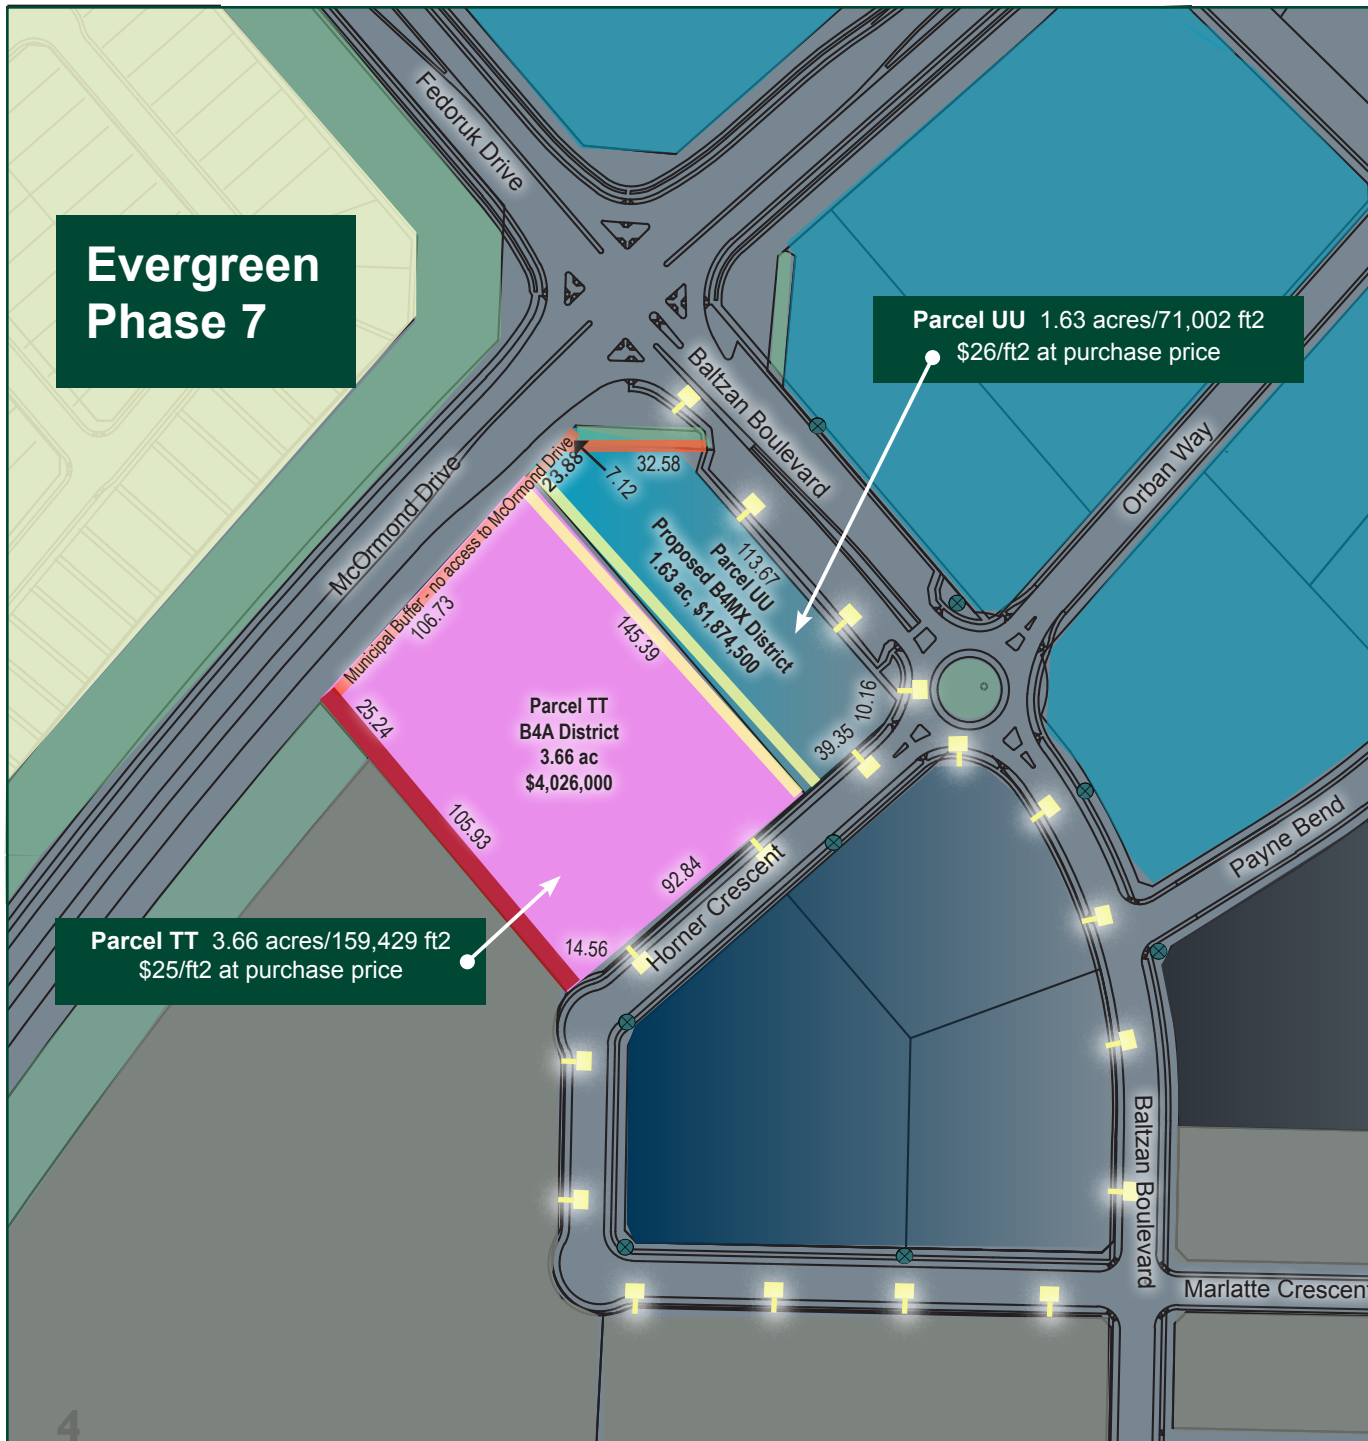 Fedoruk Drive
Evergreen
Phase 7
Parcel UU 1.63 acres/71,002 ft2
$26/ft2 at purchase price
Baltzan Boulevard
Orban Way
McOrmond Drive
Municipal Buffer - no access to McOrmond Drive
23.88
7.12
32.58
113.67
Parcel UU
Proposed B4MX District
1.63 ac, $1,874,500
106.73
145.39
10.16
39.35
25.24
Parcel TT
B4A District
3.66 ac
$4,026,000
105.93
92.84
14.56
Horner Crescent
Payne Bend
Parcel TT 3.66 acres/159,429 ft2
$25/ft2 at purchase price
Baltzan Boulevard
Marlatte Crescent
4